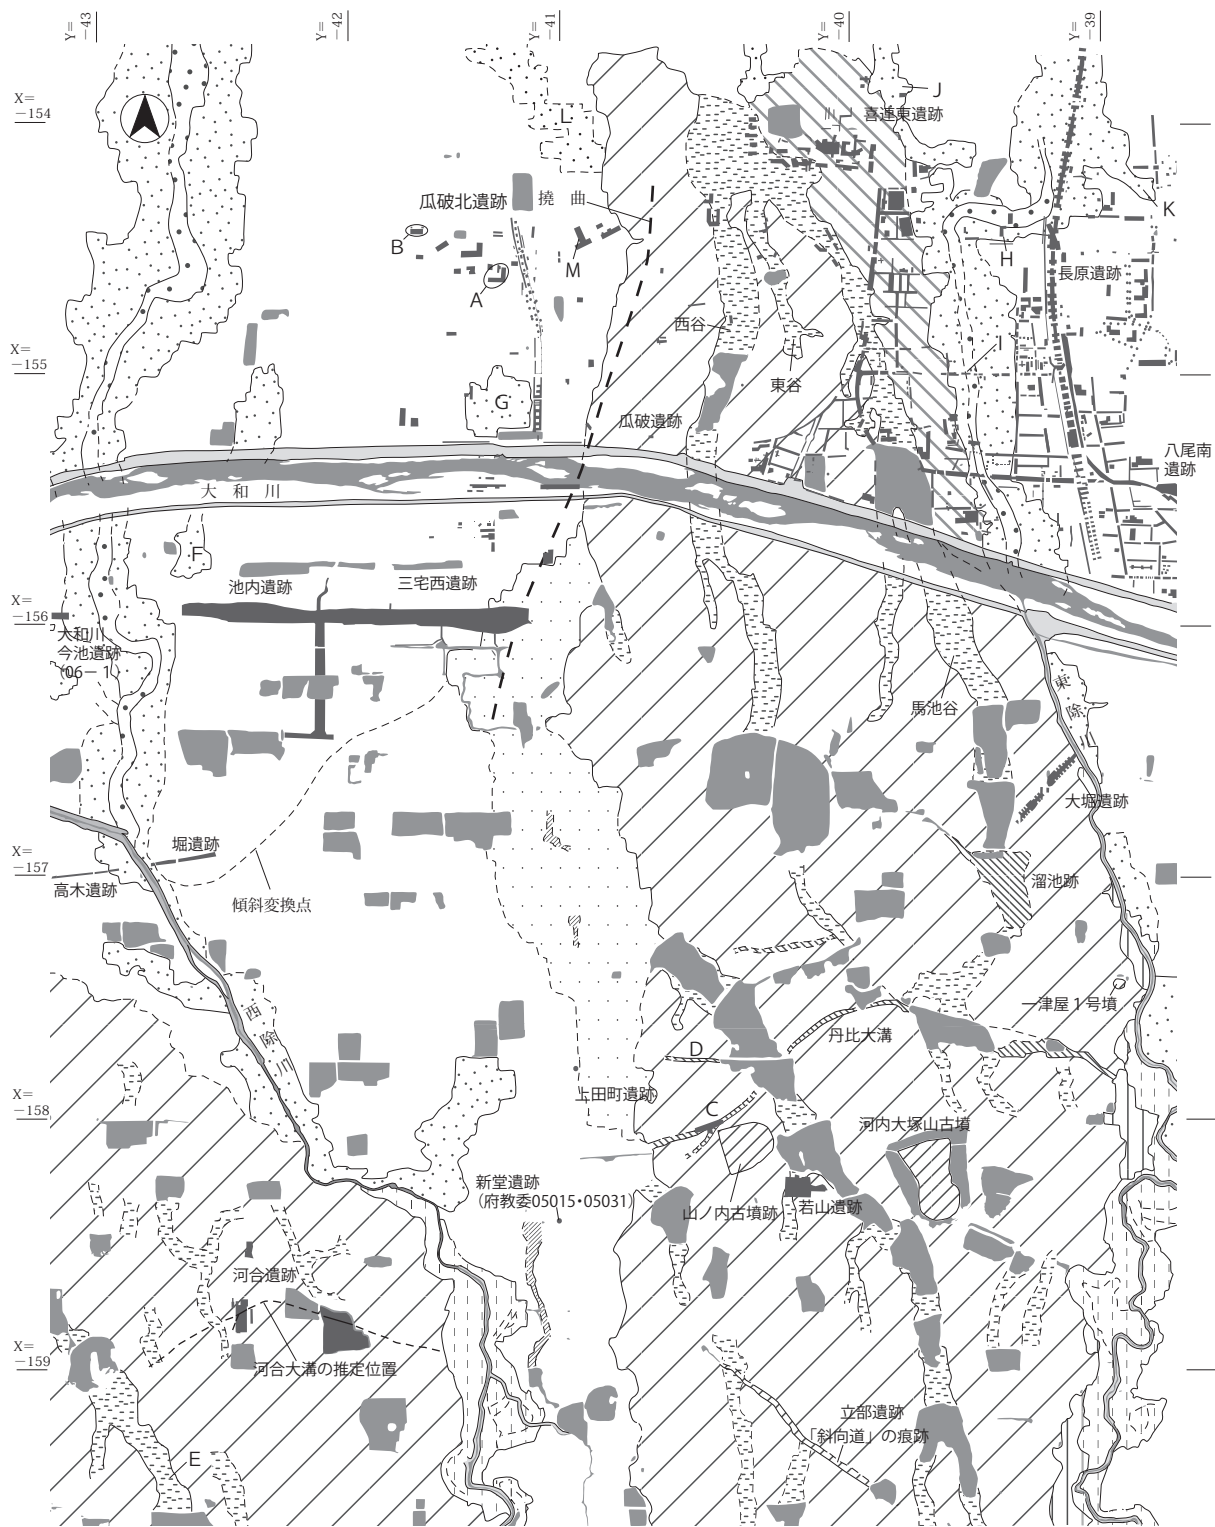 Y=
-43
Y=
-42
Y=
-41
Y=
-40
Y=
-39
X=
-154
J
喜連東遺跡
L
瓜破北遺跡
撓曲
K
B
M
H
A
長原遺跡
西谷
I
X=
-155
東谷
G
瓜破遺跡
八尾南
遺跡
大和川
F
池内遺跡
三宅西遺跡
X=
-156
大和川
今池遺跡
(06-1)
東除川
馬池谷
大堀遺跡
堀遺跡
X=
-157
高木遺跡
傾斜変換点
溜池跡
西除川
一津屋1号墳
丹比大溝
D
上田町遺跡
X=
-158
C
河内大塚山古墳
新堂遺跡
(府教委05015・05031)
山ノ内古墳跡
若山遺跡
河合遺跡
X=
-159
河合大溝の推定位置
立部遺跡
「斜向道」の痕跡
E